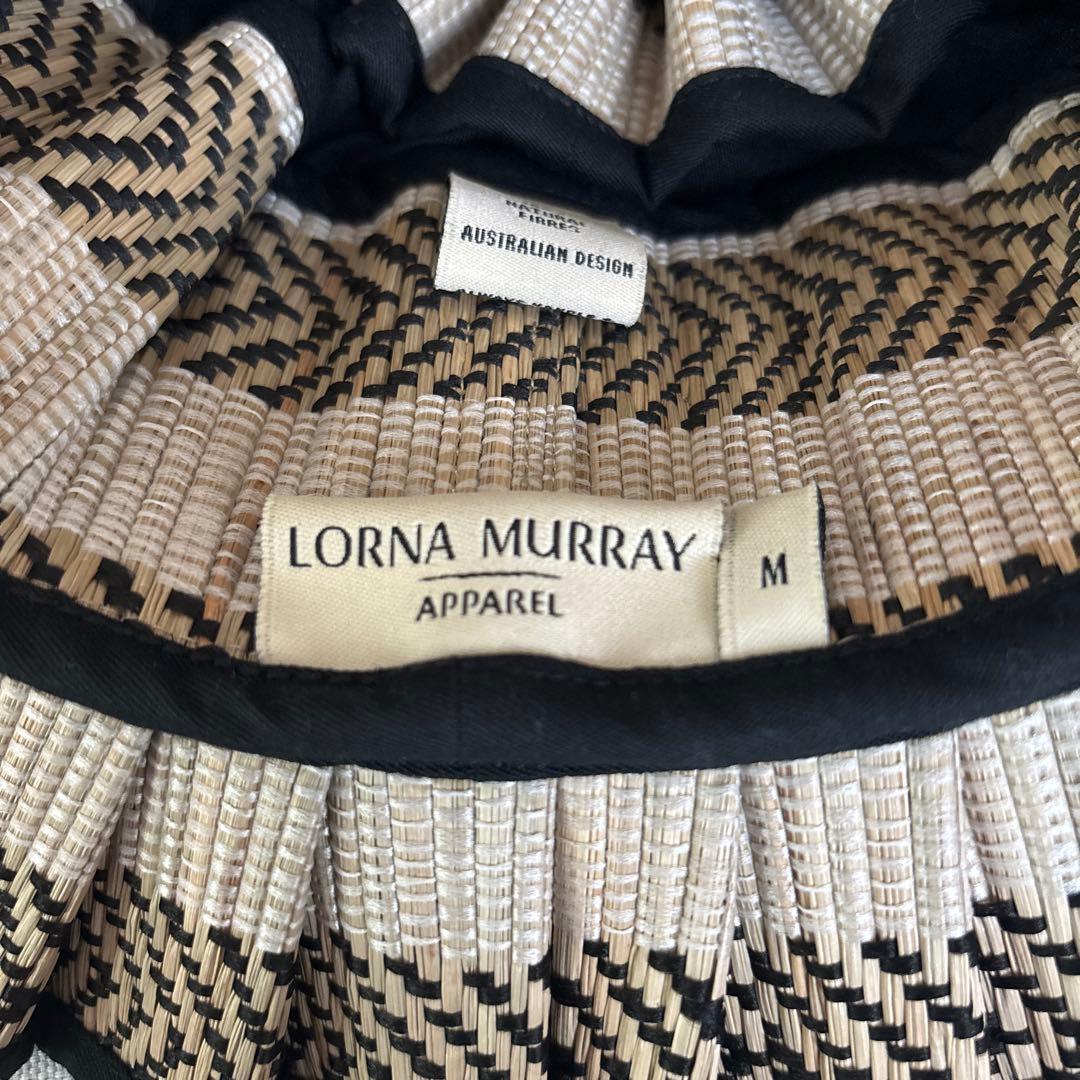 NATURAL
FIBRES
AUSTRALIAN DESIGN
LORNA MURRAY
APPAREL
M